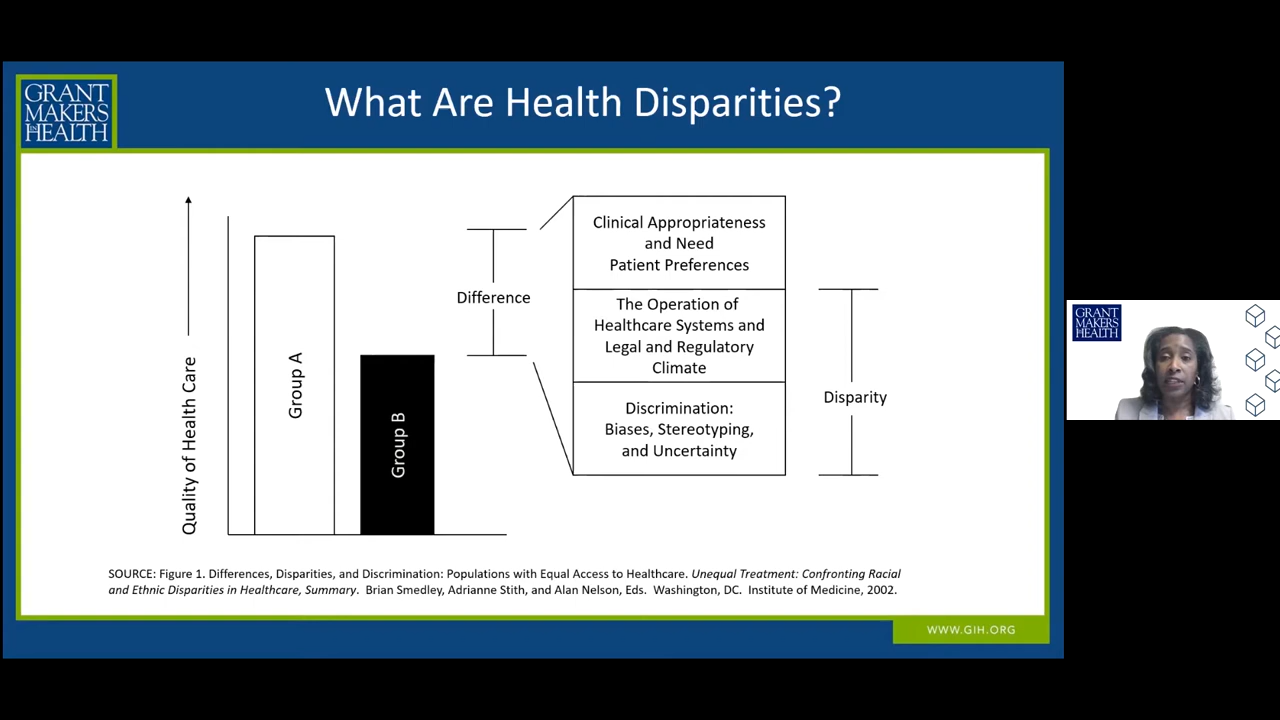 GRANT
MAKERS
IN HEALTH
What Are Health Disparities?
Quality of Health Care
Group A
Group B
Difference
Clinical Appropriateness
and Need
Patient Preferences
The Operation of
Healthcare Systems and
Legal and Regulatory
Climate
Discrimination:
Biases, Stereotyping,
and Uncertainty
Disparity
SOURCE: Figure 1. Differences, Disparities, and Discrimination: Populations with Equal Access to Healthcare. Unequal Treatment: Confronting Racial
and Ethnic Disparities in Healthcare, Summary. Brian Smedley, Adrianne Stith, and Alan Nelson, Eds. Washington, DC. Institute of Medicine, 2002.
WWW.GIH.ORG
GRANT
MAKERS
IN HEALTH